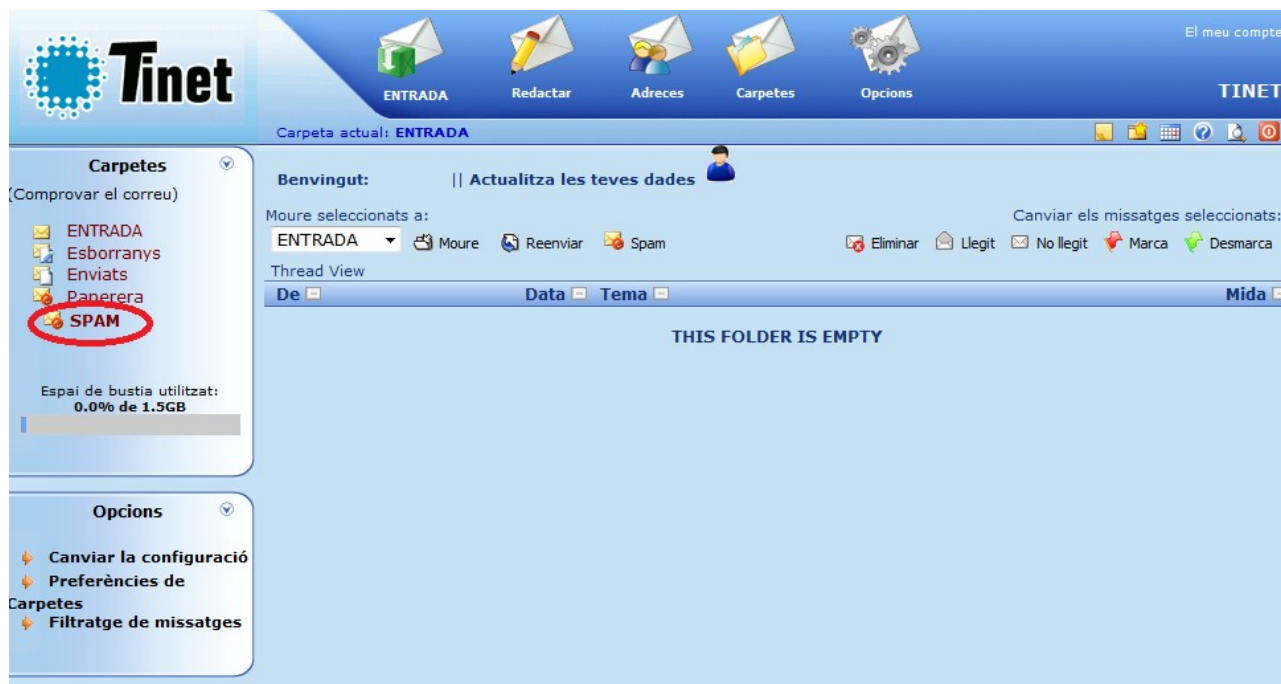 Tinet
ENTRADA Redactar Adreces Carpetes Opcions
El meu compte
TINET
Carpeta actual: ENTRADA
Carpetes
(Comprovar el correu)
ENTRADA
Esborranys
Enviats
Paperera
SPAM
Espai de bustia utilitzat:
0.0% de 1.5GB
Opcions
Canviar la configuració
Preferències de
Carpetes
Filtratge de missatges
Benvingut: || Actualitza les teves dades
Moure seleccionats a: Canviar els missatges seleccionats:
ENTRADA Moure Reenviar Spam Eliminar Llegit No llegit Marca Desmarca
Thread View
De Data Tema Mida
THIS FOLDER IS EMPTY